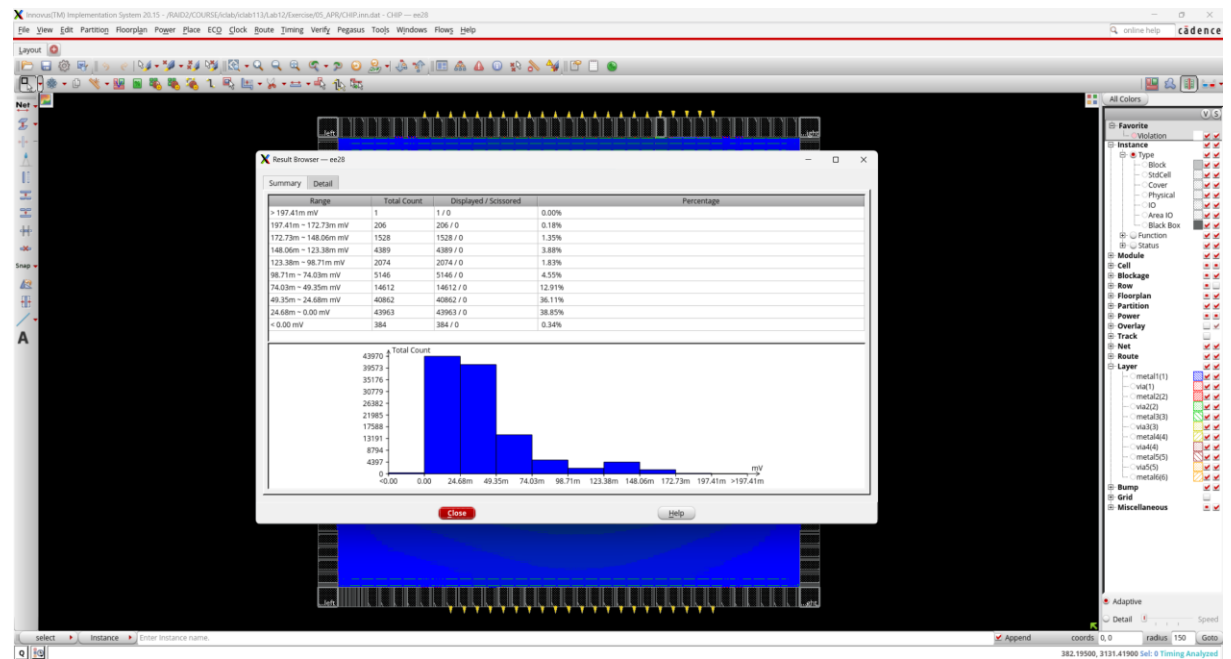 Innovus(TM) Implementation System 20.15 - /RAID2/COURSE/iclab/iclab113/Lab12/Exercise/05_APR/CHIP.inn.dat - CHIP --- ee28
File View Edit Partition Floorplan Power Place ECO Clock Route Timing Verify Pegasus Tools Windows Flows Help
online help cādence
Layout
All Colors
Net
V S
Favorite
Violation
Instance
Type
Block
StdCell
Cover
Physical
IO
Area IO
Black Box
Function
Status
Module
Cell
Blockage
Row
Floorplan
Partition
Power
Overlay
Track
Net
Route
Layer
metal1(1)
via(1)
metal2(2)
via2(2)
metal3(3)
via3(3)
metal4(4)
via4(4)
metal5(5)
via5(5)
metal6(6)
Bump
Grid
Miscellaneous
Adaptive
Detail Speed
Snap
A
Result Browser --- ee28
Summary Detail
Range Total Count Displayed / Scissored Percentage
> 197.41m mV 1 1 / 0 0.00%
197.41m ~ 172.73m mV 206 206 / 0 0.18%
172.73m ~ 148.06m mV 1528 1528 / 0 1.35%
148.06m ~ 123.38m mV 4389 4389 / 0 3.88%
123.38m ~ 98.71m mV 2074 2074 / 0 1.83%
98.71m ~ 74.03m mV 5146 5146 / 0 4.55%
74.03m ~ 49.35m mV 14612 14612 / 0 12.91%
49.35m ~ 24.68m mV 40862 40862 / 0 36.11%
24.68m ~ 0.00 mV 43963 43963 / 0 38.85%
< 0.00 mV 384 384 / 0 0.34%
Total Count
43970
39573
35176
30779
26382
21985
17588
13191
8794
4397
0
mV
<0.00 0.00 24.68m 49.35m 74.03m 98.71m 123.38m 148.06m 172.73m 197.41m >197.41m
Close Help
select Instance Enter Instance name. Append coords 0, 0 radius 150 Goto
Q 382.19500, 3131.41900 Sel: 0 Timing Analyzed